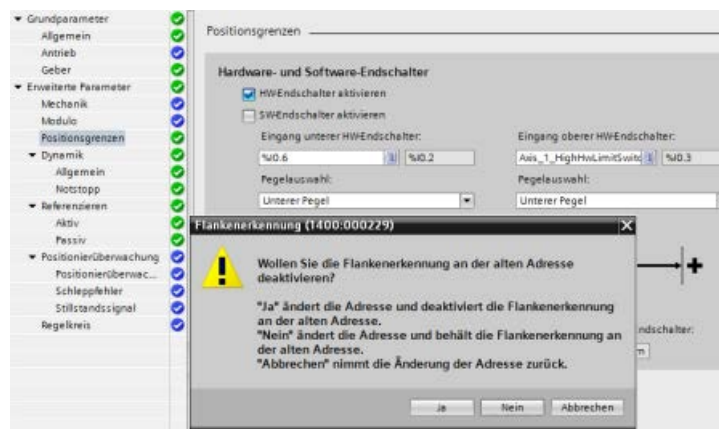 Grundparameter
Allgemein
Antrieb
Geber
Erweiterte Parameter
Mechanik
Modulo
Positionsgrenzen
Dynamik
Allgemein
Notstopp
Referenzieren
Aktiv
Passiv
Positionierüberwachung
Positionierüberwac...
Schleppfehler
Stillstandssignal
Regelkreis
Positionsgrenzen
Hardware- und Software-Endschalter
HW-Endschalter aktivieren
SW-Endschalter aktivieren
Eingang unterer HW-Endschalter:
Eingang oberer HW-Endschalter:
%I0.6
%I0.2
Axis_1_HighHwLimitSwitc
%I0.3
Pegelauswahl:
Pegelauswahl:
Unterer Pegel
Unterer Pegel
Flankenerkennung (1400:000229)
Wollen Sie die Flankenerkennung an der alten Adresse
deaktivieren?
"Ja" ändert die Adresse und deaktiviert die Flankenerkennung
an der alten Adresse.
"Nein" ändert die Adresse und behält die Flankenerkennung an
der alten Adresse.
"Abbrechen" nimmt die Änderung der Adresse zurück.
Ja
Nein
Abbrechen
ndschalter: